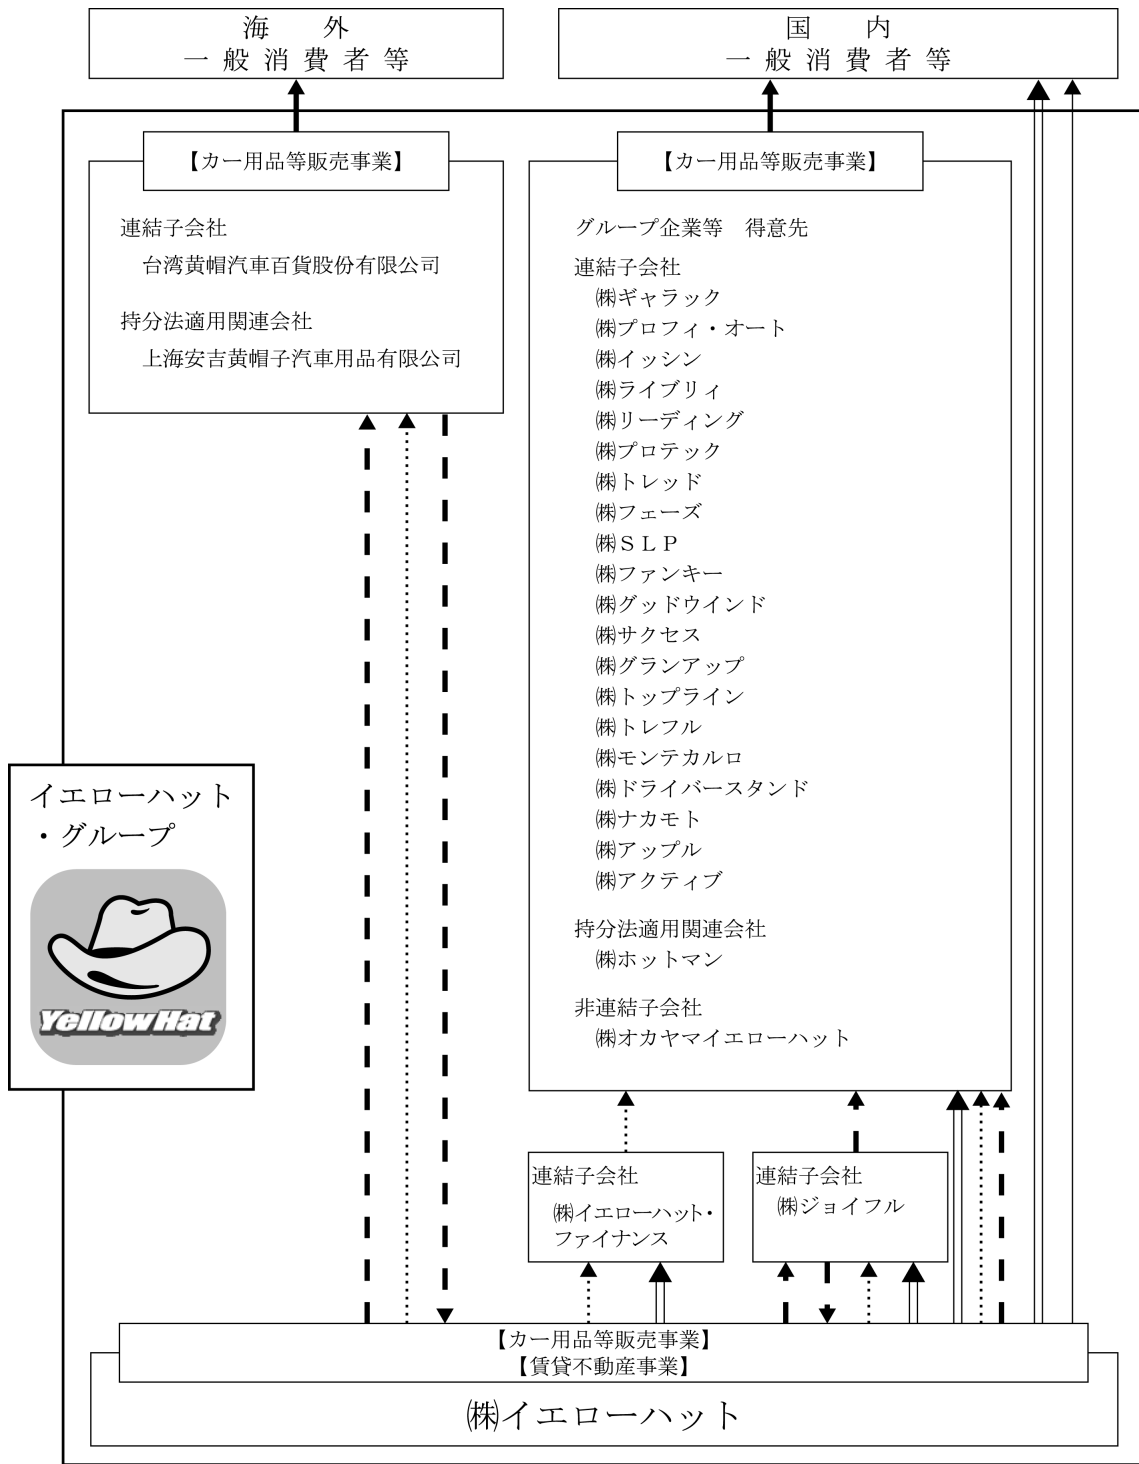 海　外
一般消費者等
国　内
一般消費者等
【カー用品等販売事業】
連結子会社
台湾黄帽汽車百貨股份有限公司
持分法適用関連会社
上海安吉黄帽子汽車用品有限公司
【カー用品等販売事業】
グループ企業等　得意先
連結子会社
㈱ギャラック
㈱プロフィ・オート
㈱イッシン
㈱ライブリィ
㈱リーディング
㈱プロテック
㈱トレッド
㈱フェーズ
㈱ＳＬＰ
㈱ファンキー
㈱グッドウインド
㈱サクセス
㈱グランアップ
㈱トップライン
㈱トレフル
㈱モンテカルロ
㈱ドライバースタンド
㈱ナカモト
㈱アップル
㈱アクティブ
持分法適用関連会社
㈱ホットマン
非連結子会社
㈱オカヤマイエローハット
イエローハット
・グループ
YellowHat
連結子会社
㈱イエローハット・
ファイナンス
連結子会社
㈱ジョイフル
【カー用品等販売事業】
【賃貸不動産事業】
㈱イエローハット